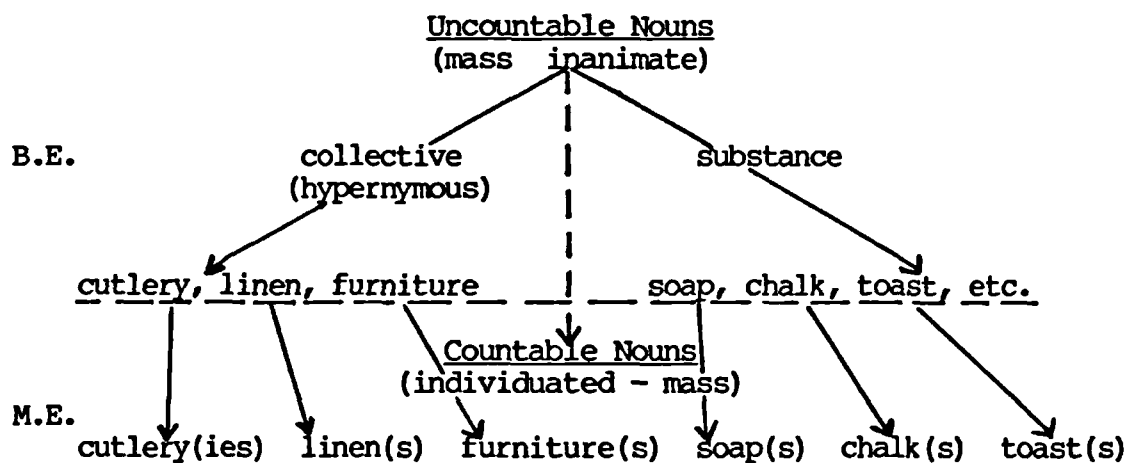 Uncountable Nouns
(mass inanimate)
B.E. collective substance
(hypernymous)
cutlery, linen, furniture soap, chalk, toast, etc.
Countable Nouns
(individuated - mass)
M.E.
cutlery(ies) linen(s) furniture(s) soap(s) chalk(s) toast(s)